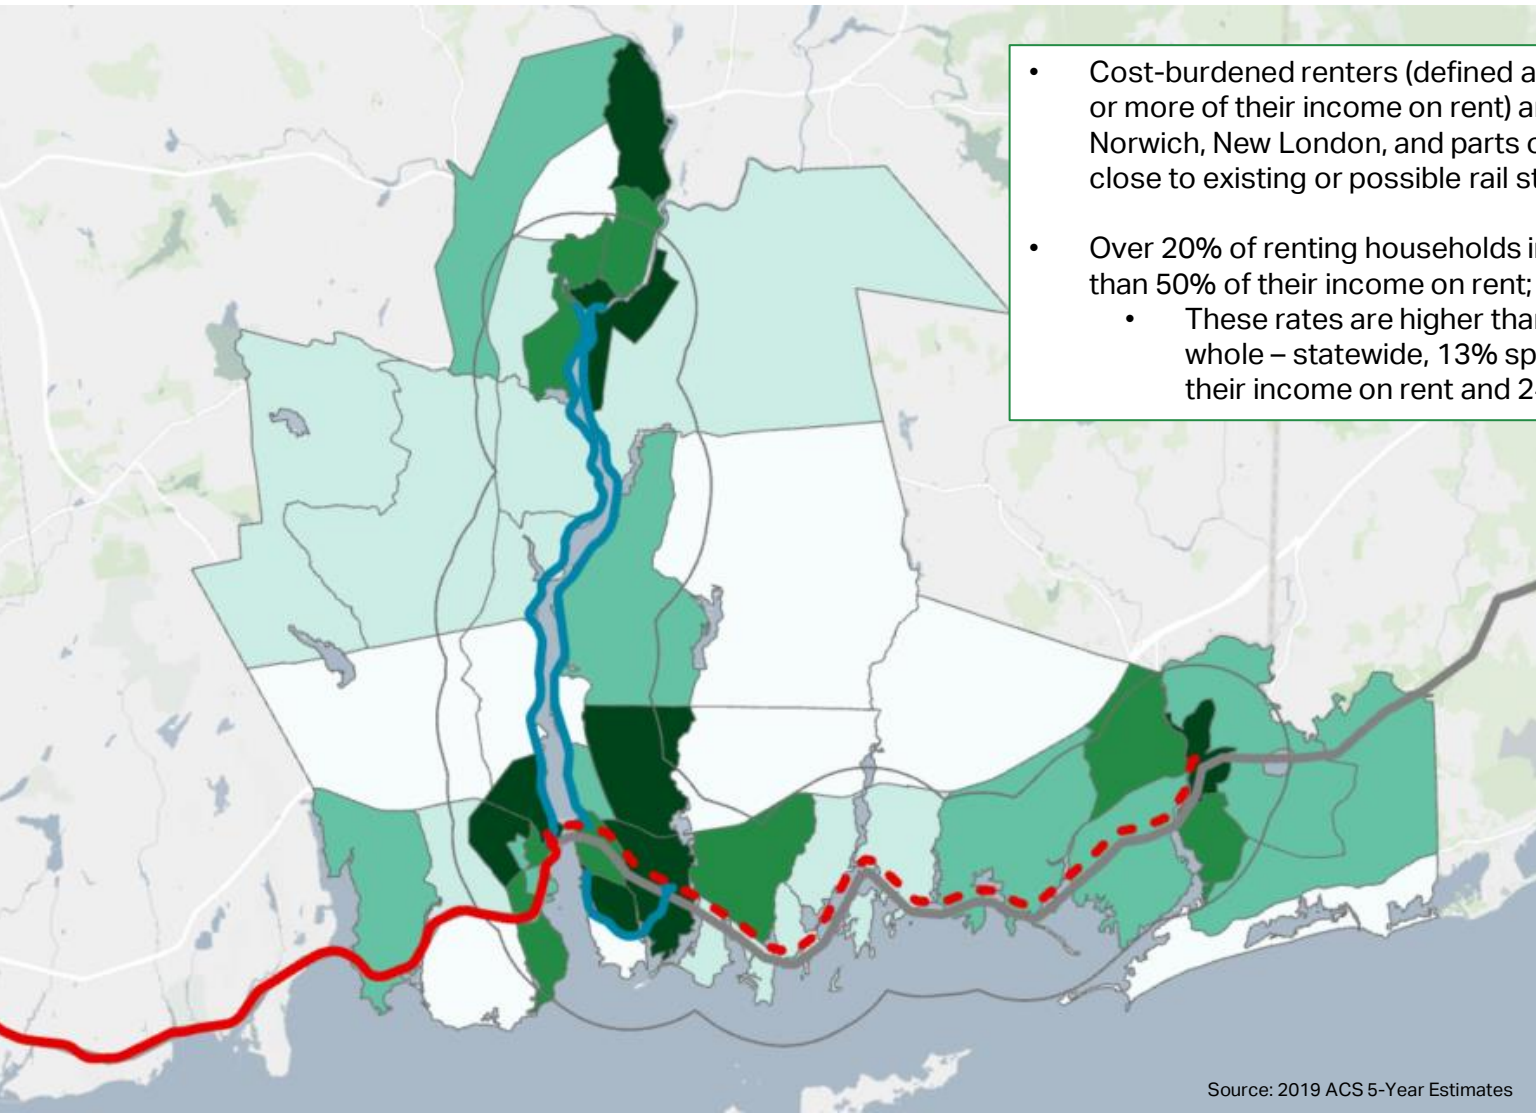 • Cost-burdened renters (defined a
or more of their income on rent) a
Norwich, New London, and parts o
close to existing or possible rail st
• Over 20% of renting households i
than 50% of their income on rent;
• These rates are higher tha
whole – statewide, 13% sp
their income on rent and 2
Source: 2019 ACS 5-Year Estimates